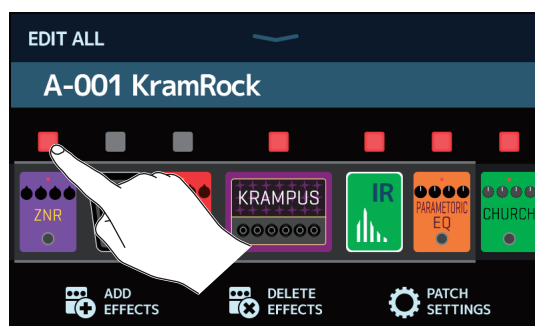 EDIT ALL
A-001 KramRock
ZNR
KRAMPUS
IR
PARAMETORIC
EQ
CHURCH
ADD
EFFECTS
DELETE
EFFECTS
PATCH
SETTINGS